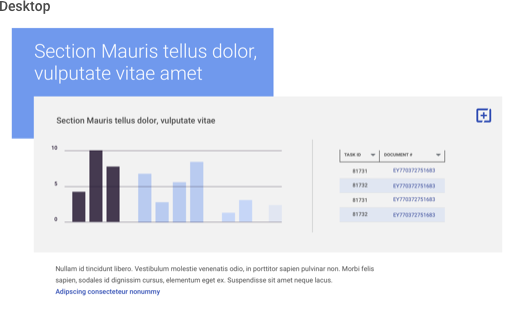 Desktop
Section Mauris tellus dolor,
vulputate vitae amet
Section Mauris tellus dolor, vulputate vitae
10
5
0
TASK ID DOCUMENT #
81731 EY770372751683
81732 EY770372751683
81731 EY770372751683
81732 EY770372751683
Nullam id tincidunt libero. Vestibulum molestie venenatis odio, in porttitor sapien pulvinar non. Morbi felis
sapien, sodales id dignissim cursus, elementum eget ex. Suspendisse sit amet neque lacus.
Adipscing consecteteur nonummy